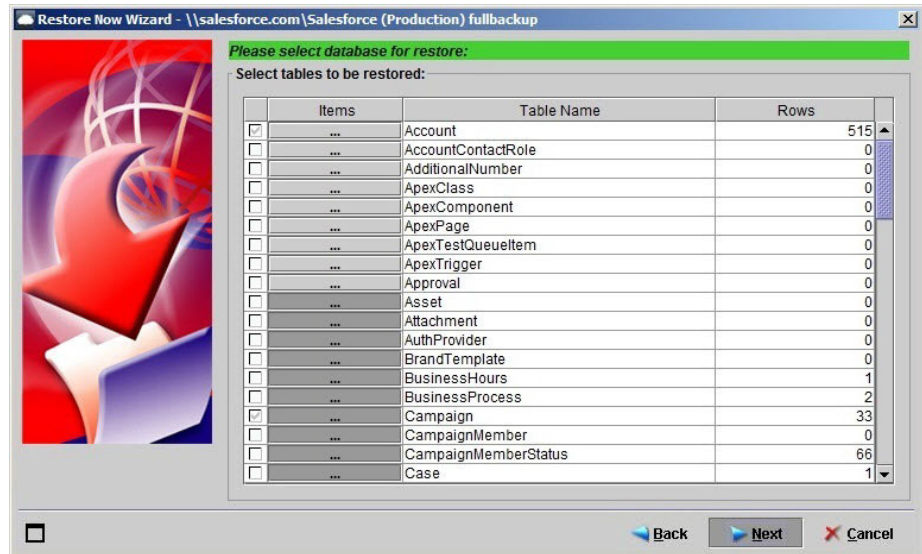 Restore Now Wizard - \\salesforce.com\Salesforce (Production) fullbackup
Please select database for restore:
Select tables to be restored:
Items Table Name Rows
... Account 515
... AccountContactRole 0
... AdditionalNumber 0
... ApexClass 0
... ApexComponent 0
... ApexPage 0
... ApexTestQueueItem 0
... ApexTrigger 0
... Approval 0
... Asset 0
... Attachment 0
... AuthProvider 0
... BrandTemplate 0
... BusinessHours 1
... BusinessProcess 2
... Campaign 33
... CampaignMember 0
... CampaignMemberStatus 66
... Case 1
Back Next Cancel